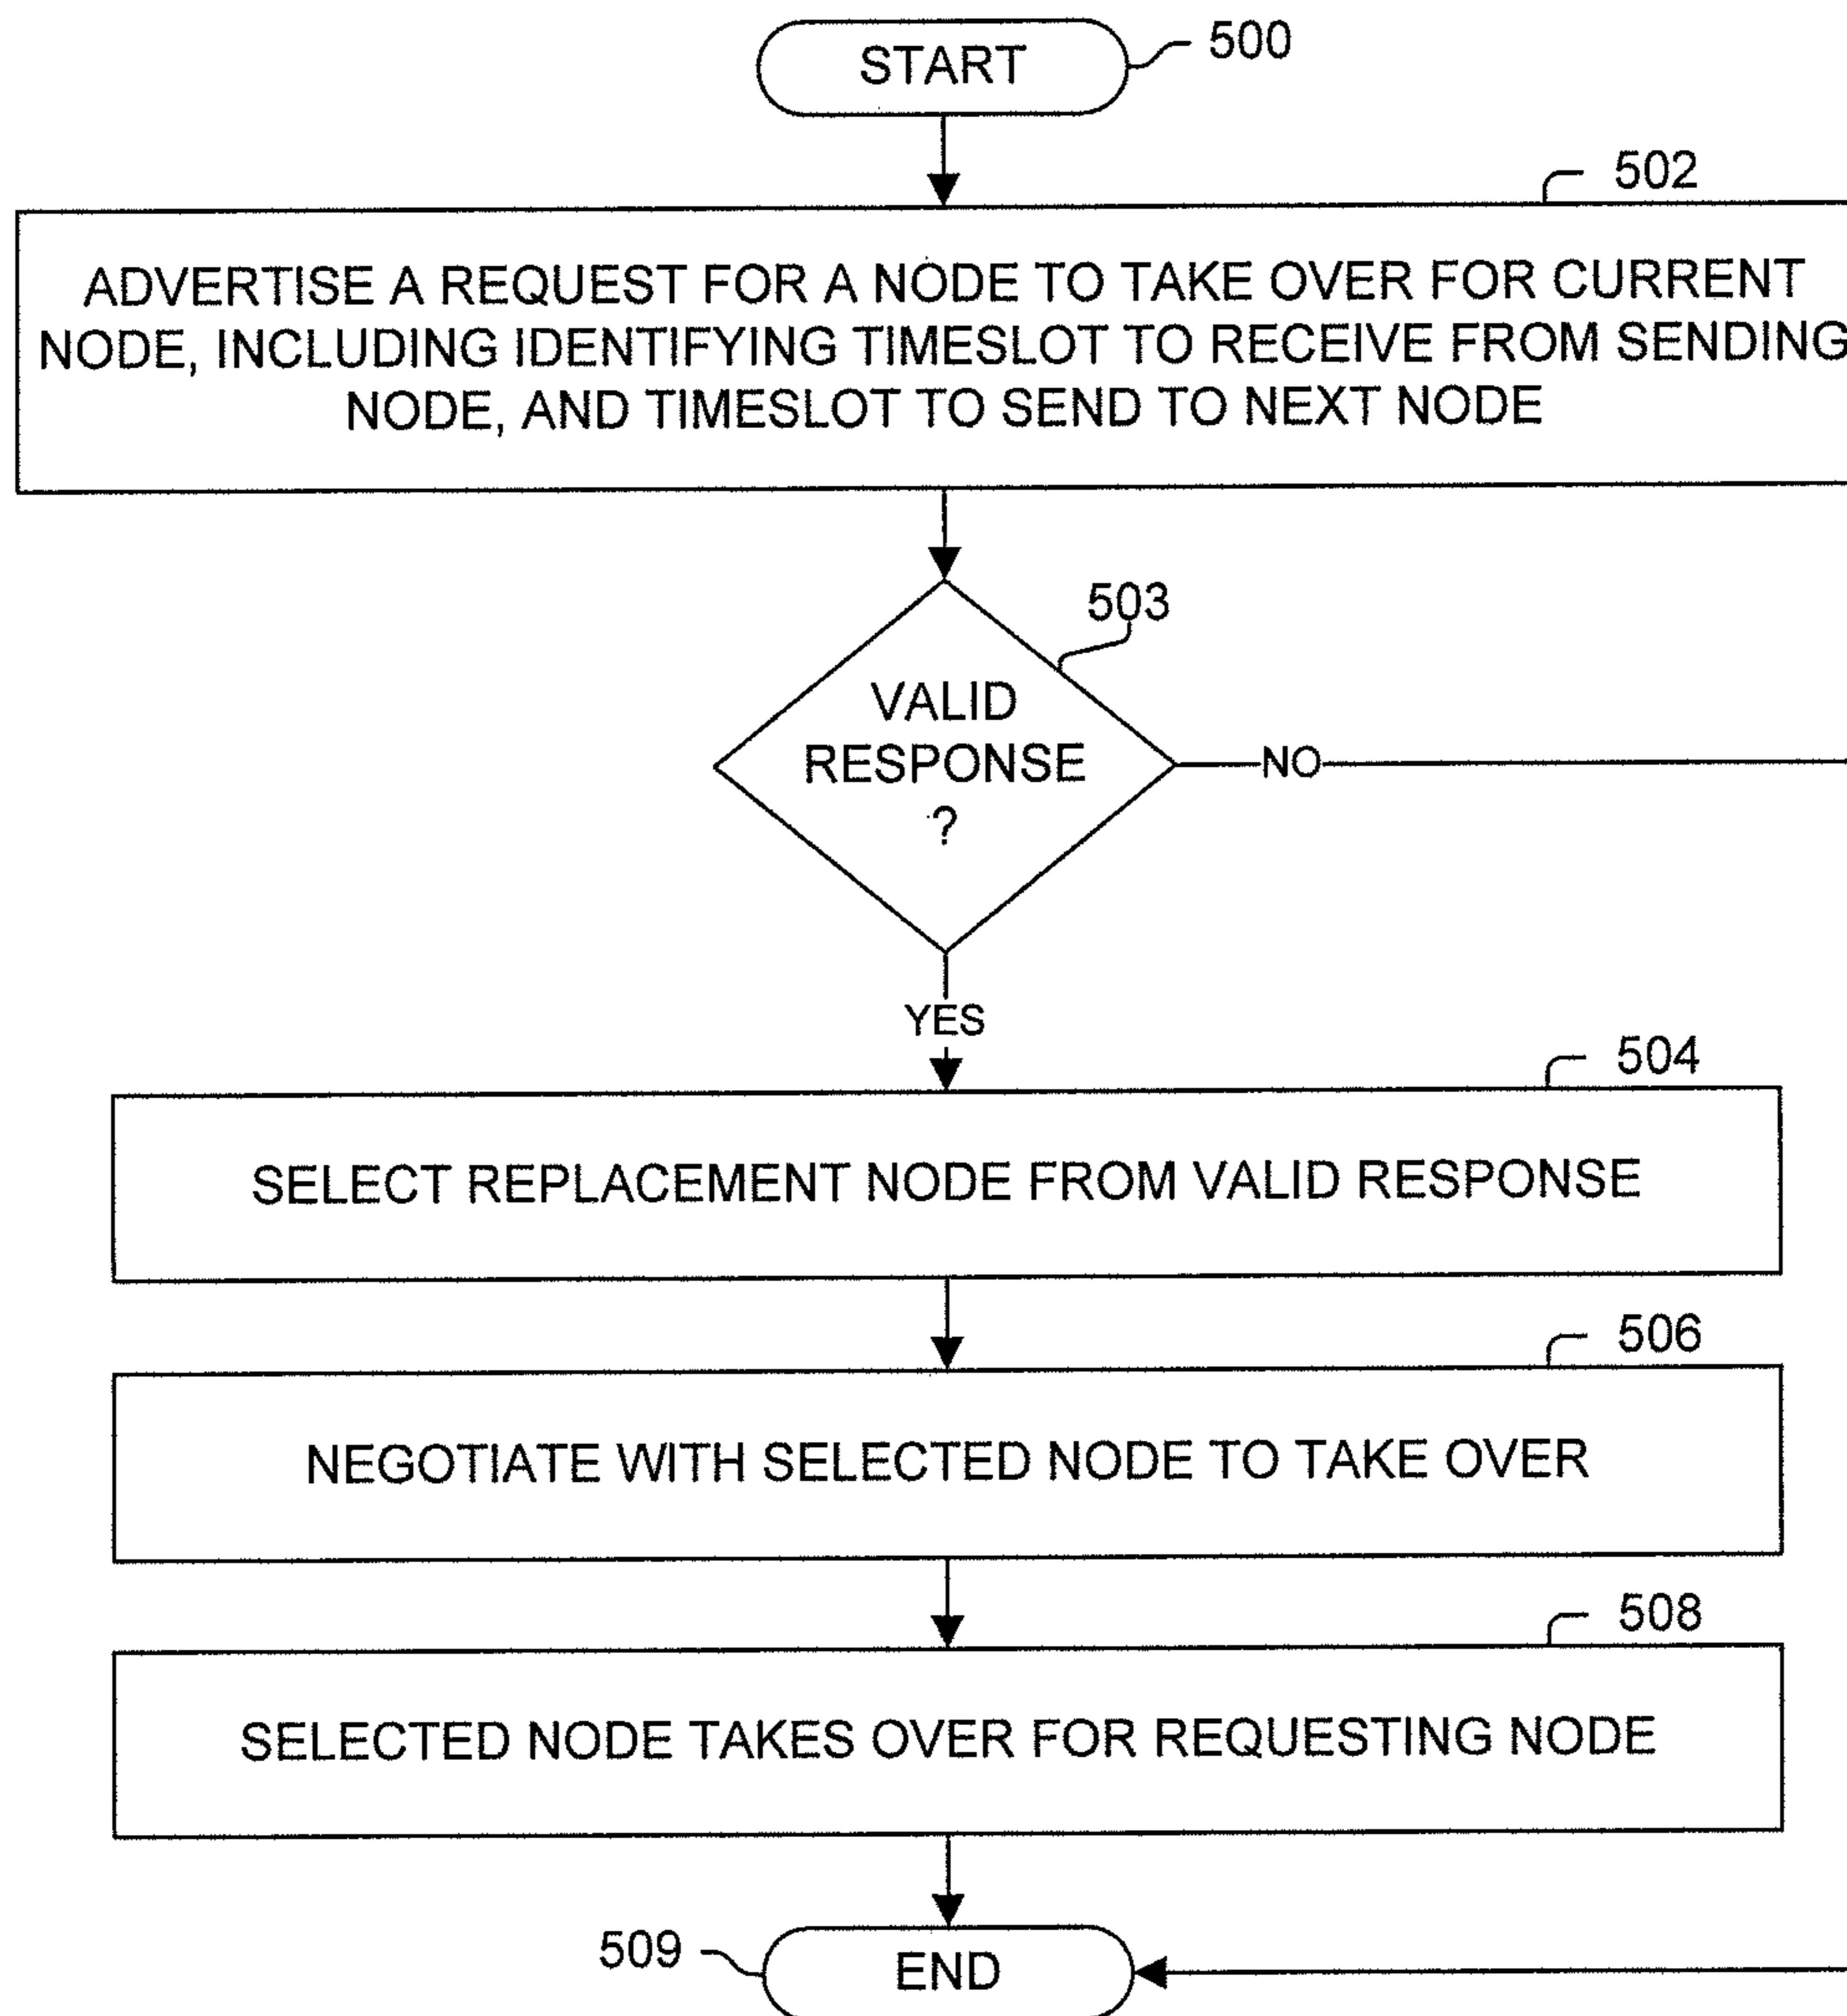 START
500
502
ADVERTISE A REQUEST FOR A NODE TO TAKE OVER FOR CURRENT
NODE, INCLUDING IDENTIFYING TIMESLOT TO RECEIVE FROM SENDING
NODE, AND TIMESLOT TO SEND TO NEXT NODE
503
VALID
RESPONSE
?
NO
YES
504
SELECT REPLACEMENT NODE FROM VALID RESPONSE
506
NEGOTIATE WITH SELECTED NODE TO TAKE OVER
508
SELECTED NODE TAKES OVER FOR REQUESTING NODE
509
END